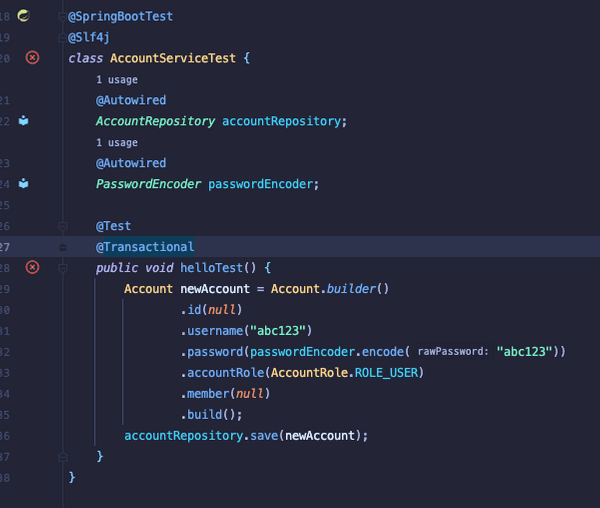 18 @SpringBootTest
19 @Slf4j
20 class AccountServiceTest {
1 usage
21 @Autowired
22 AccountRepository accountRepository;
1 usage
23 @Autowired
24 PasswordEncoder passwordEncoder;
25
26 @Test
27 @Transactional
28 public void helloTest() {
29 Account newAccount = Account.builder()
30 .id(null)
31 .username("abc123")
32 .password(passwordEncoder.encode( rawPassword: "abc123"))
33 .accountRole(AccountRole.ROLE_USER)
34 .member(null)
35 .build();
36 accountRepository.save(newAccount);
37 }
38 }